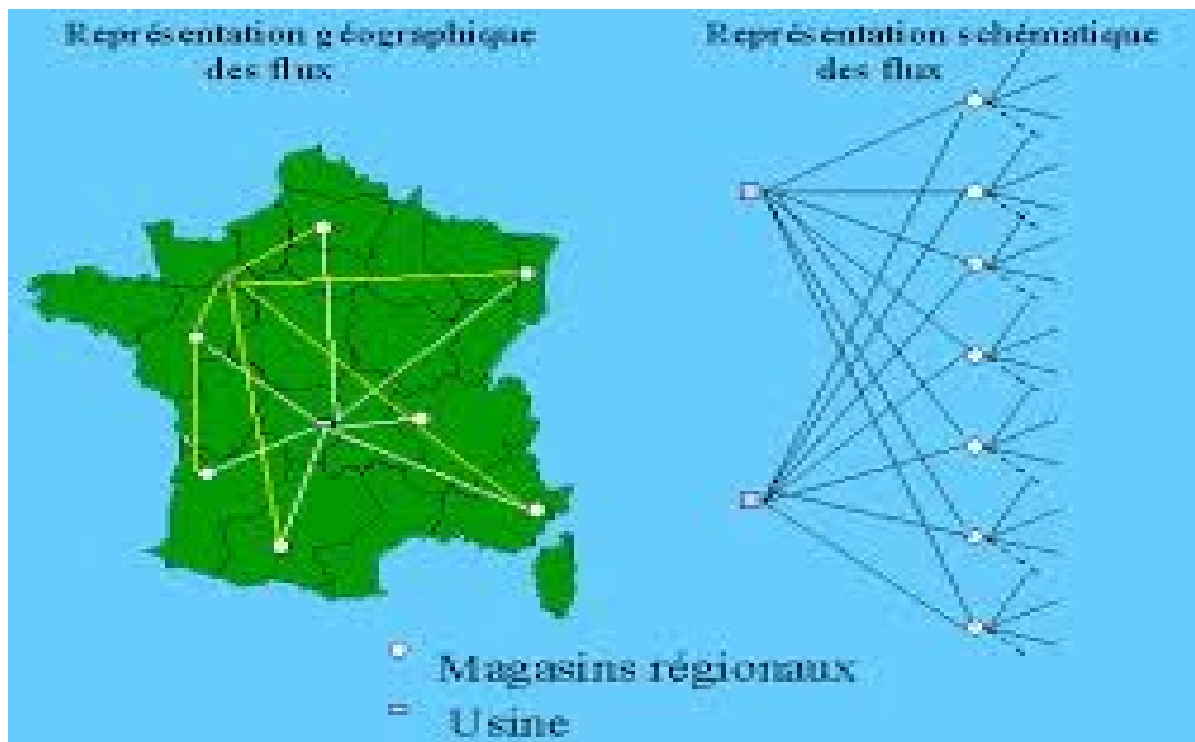 Représentation géographique
des flux
Représentation schématique
des flux
Magasins régionaux
Usine